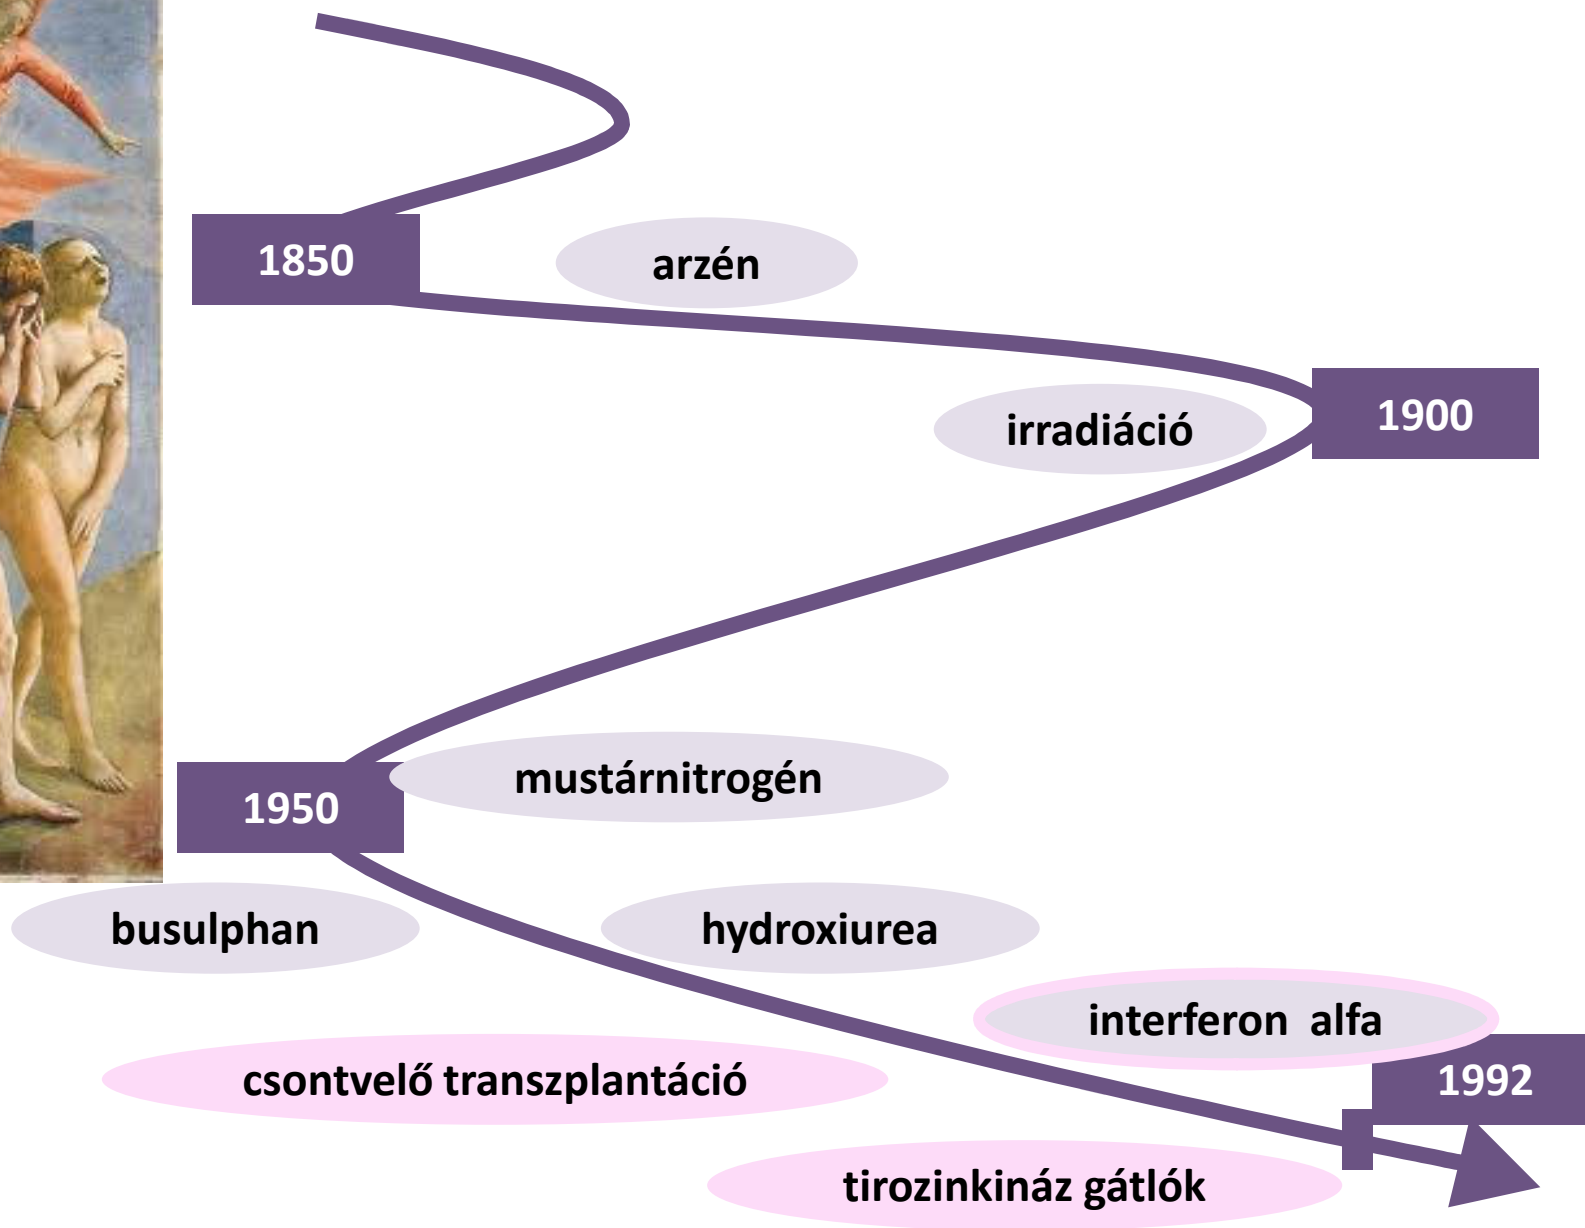 1850
arzén
irradiáció
1900
mustárnitrogén
1950
busulphan
hydroxiurea
interferon alfa
csontvelő transzplantáció
1992
tirozinkináz gátlók